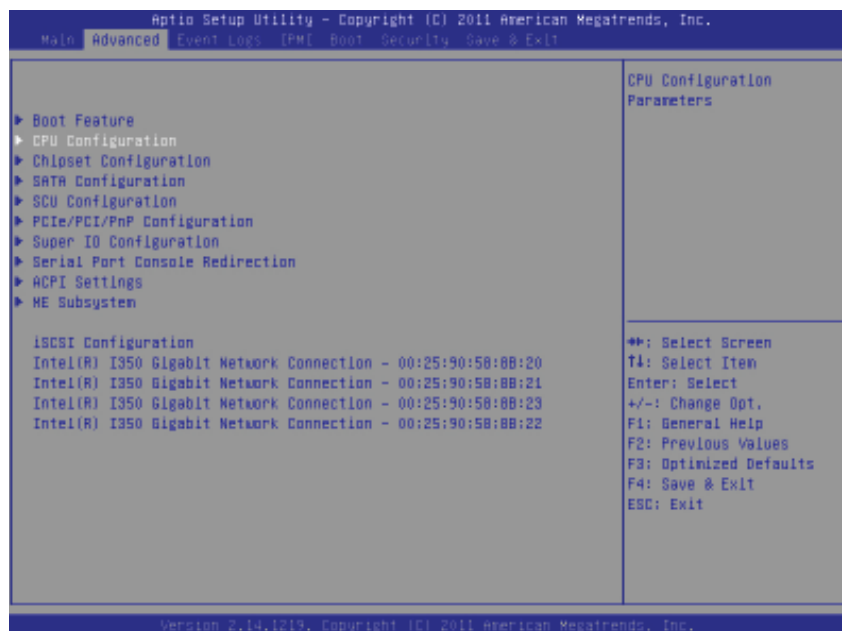 Aptio Setup Utility - Copyright (C) 2011 American Megatrends, Inc.
Main Advanced Event Logs IPMI Boot Security Save & Exit
CPU Configuration
Parameters
Boot Feature
CPU Configuration
Chipset Configuration
SATA Configuration
SCU Configuration
PCIe/PCI/PnP Configuration
Super IO Configuration
Serial Port Console Redirection
ACPI Settings
ME Subsystem
iSCSI Configuration
Intel(R) I350 Gigabit Network Connection - 00:25:90:58:8B:20
Intel(R) I350 Gigabit Network Connection - 00:25:90:58:8B:21
Intel(R) I350 Gigabit Network Connection - 00:25:90:58:8B:23
Intel(R) I350 Gigabit Network Connection - 00:25:90:58:8B:22
→←: Select Screen
↑↓: Select Item
Enter: Select
+/-: Change Opt.
F1: General Help
F2: Previous Values
F3: Optimized Defaults
F4: Save & Exit
ESC: Exit
Version 2.14.1219. Copyright (C) 2011 American Megatrends, Inc.